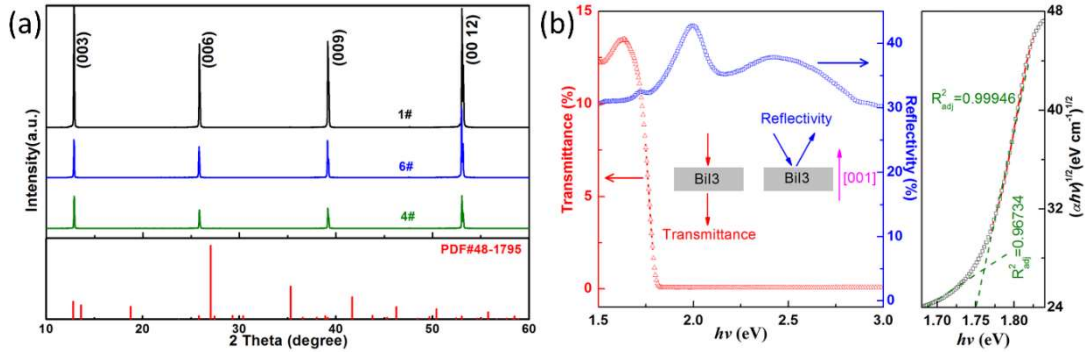 (a)
(003)
(006)
(009)
(00 12)
1#
6#
4#
PDF#48-1795
Intensity(a.u.)
10 20 30 40 50 60
2 Theta (degree)
(b)
15
10
5
0
Transmittance (%)
40
30
20
10
0
Reflectivity (%)
Reflectivity
BiI3
BiI3
[001]
Transmittance
1.5 2.0 2.5 3.0
hν (eV)
R²adj=0.99946
R²adj=0.96734
48
40
32
24
(αhν)1/2(eV cm-1)1/2
1.70 1.75 1.80
hν (eV)